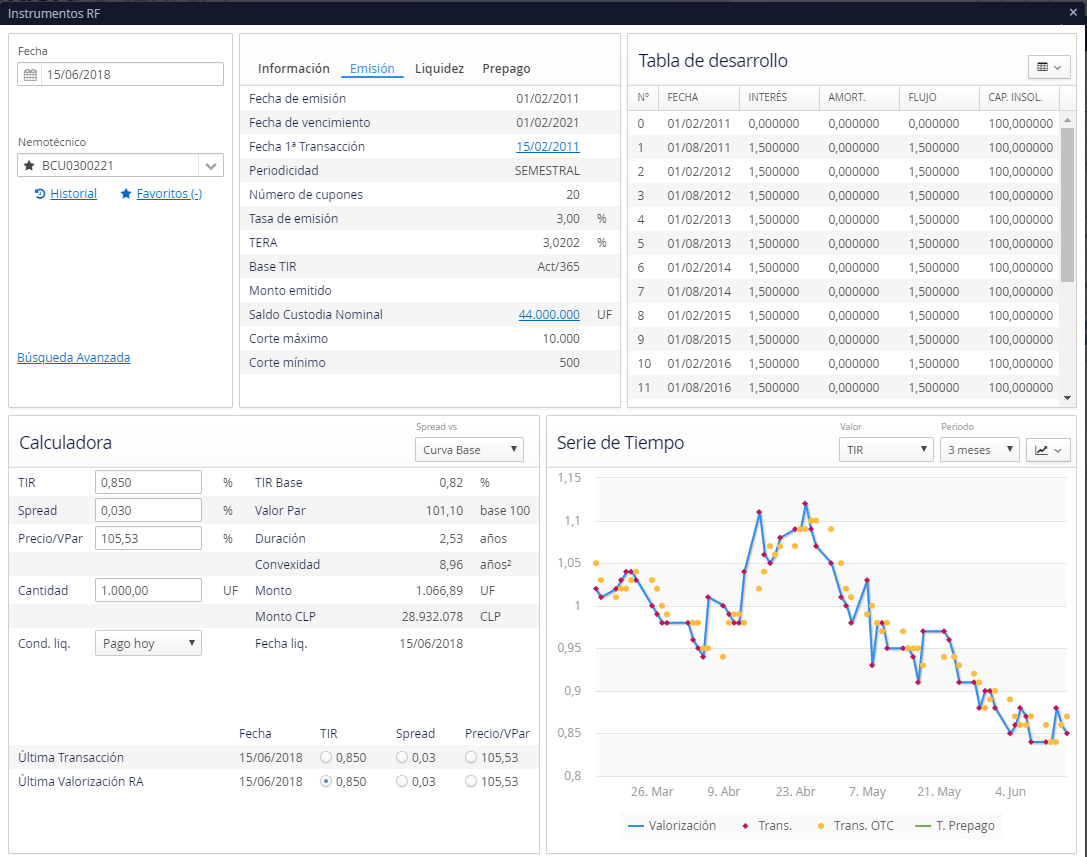 Instrumentos RF ×
Fecha
15/06/2018
Nemotécnico
BCU0300221
Historial Favoritos (-)
Búsqueda Avanzada
Información Emisión Liquidez Prepago
Fecha de emisión 01/02/2011
Fecha de vencimiento 01/02/2021
Fecha 1ª Transacción 15/02/2011
Periodicidad SEMESTRAL
Número de cupones 20
Tasa de emisión 3,00 %
TERA 3,0202 %
Base TIR Act/365
Monto emitido
Saldo Custodia Nominal 44.000.000 UF
Corte máximo 10.000
Corte mínimo 500
Tabla de desarrollo
N° FECHA INTERÉS AMORT. FLUJO CAP. INSOL.
0 01/02/2011 0,000000 0,000000 0,000000 100,000000
1 01/08/2011 1,500000 0,000000 1,500000 100,000000
2 01/02/2012 1,500000 0,000000 1,500000 100,000000
3 01/08/2012 1,500000 0,000000 1,500000 100,000000
4 01/02/2013 1,500000 0,000000 1,500000 100,000000
5 01/08/2013 1,500000 0,000000 1,500000 100,000000
6 01/02/2014 1,500000 0,000000 1,500000 100,000000
7 01/08/2014 1,500000 0,000000 1,500000 100,000000
8 01/02/2015 1,500000 0,000000 1,500000 100,000000
9 01/08/2015 1,500000 0,000000 1,500000 100,000000
10 01/02/2016 1,500000 0,000000 1,500000 100,000000
11 01/08/2016 1,500000 0,000000 1,500000 100,000000
Calculadora
Spread vs
Curva Base
TIR 0,850 % TIR Base 0,82 %
Spread 0,030 % Valor Par 101,10 base 100
Precio/VPar 105,53 % Duración 2,53 años
Convexidad 8,96 años²
Cantidad 1.000,00 UF Monto 1.066,89 UF
Monto CLP 28.932.078 CLP
Cond. liq. Pago hoy Fecha liq. 15/06/2018
Fecha TIR Spread Precio/VPar
Última Transacción 15/06/2018 0,850 0,03 105,53
Última Valorización RA 15/06/2018 0,850 0,03 105,53
Serie de Tiempo
Valor
TIR
Periodo
3 meses
1,15
1,1
1,05
1
0,95
0,9
0,85
0,8
26. Mar 9. Abr 23. Abr 7. May 21. May 4. Jun
Valorización Trans. Trans. OTC T. Prepago